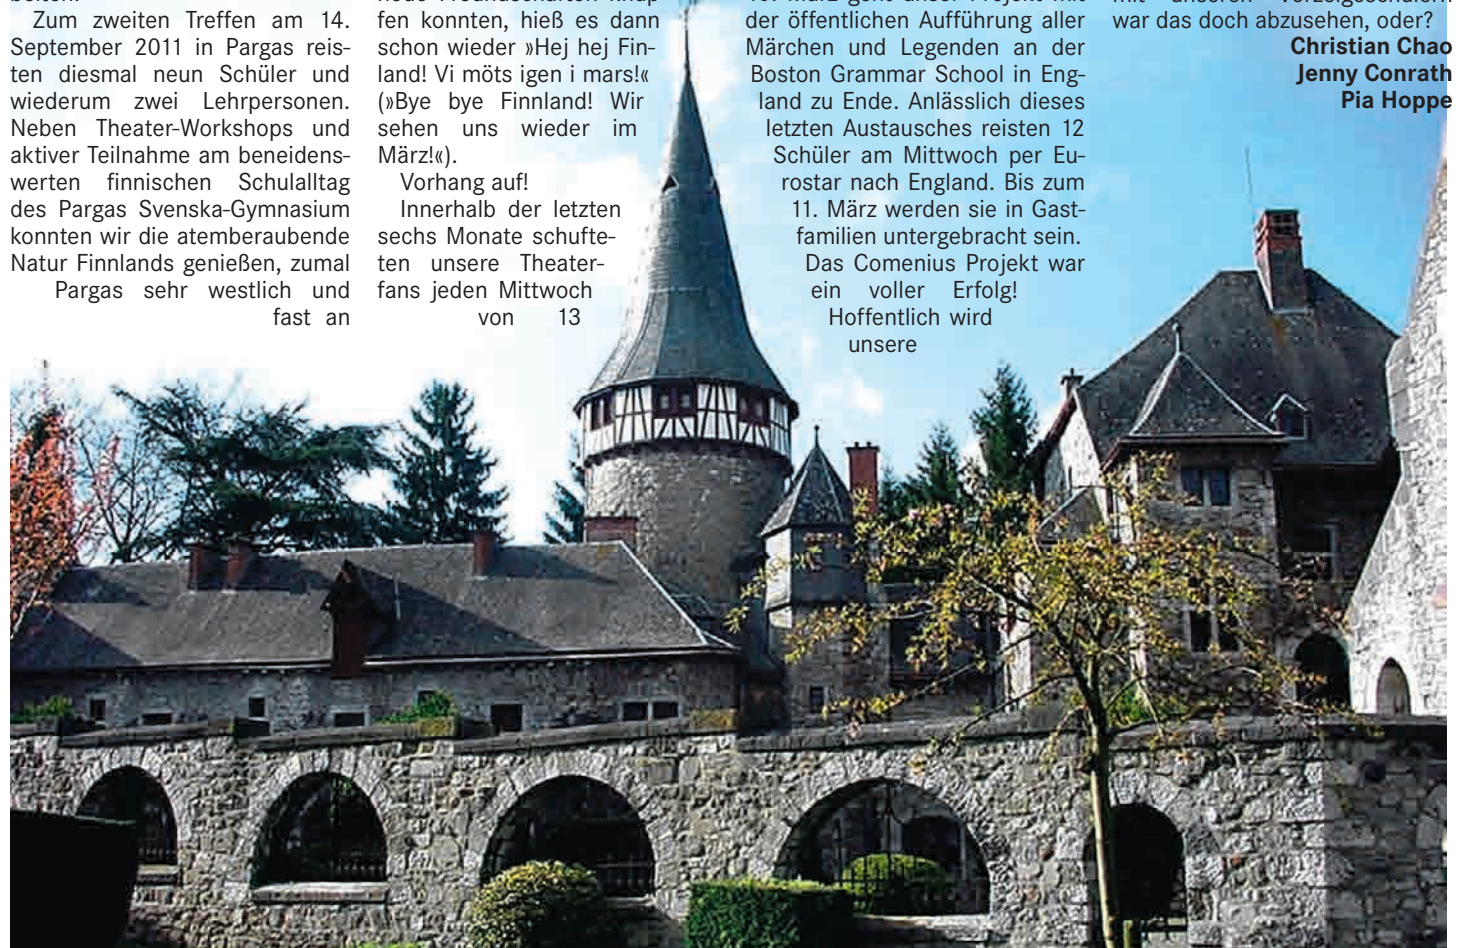 Zum zweiten Treffen am 14.
September 2011 in Pargas reis-
ten diesmal neun Schüler und
wiederum zwei Lehrpersonen.
Neben Theater-Workshops und
aktiver Teilnahme am beneidens-
werten finnischen Schulalltag
des Pargas Svenska-Gymnasium
konnten wir die atemberaubende
Natur Finnlands genießen, zumal
Pargas sehr westlich und
fast an
fen konnten, hieß es dann
schon wieder »Hej hej Fin-
land! Vi möts igen i mars!«
(»Bye bye Finnland! Wir
sehen uns wieder im
März!«).
Vorhang auf!
Innerhalb der letzten
sechs Monate schufte-
ten unsere Theater-
fans jeden Mittwoch
von 13
der öffentlichen Aufführung aller
Märchen und Legenden an der
Boston Grammar School in Eng-
land zu Ende. Anlässlich dieses
letzten Austausches reisten 12
Schüler am Mittwoch per Eu-
rostar nach England. Bis zum
11. März werden sie in Gast-
familien untergebracht sein.
Das Comenius Projekt war
ein voller Erfolg!
Hoffentlich wird
unsere
war das doch abzusehen, oder?
Christian Chao
Jenny Conrath
Pia Hoppe